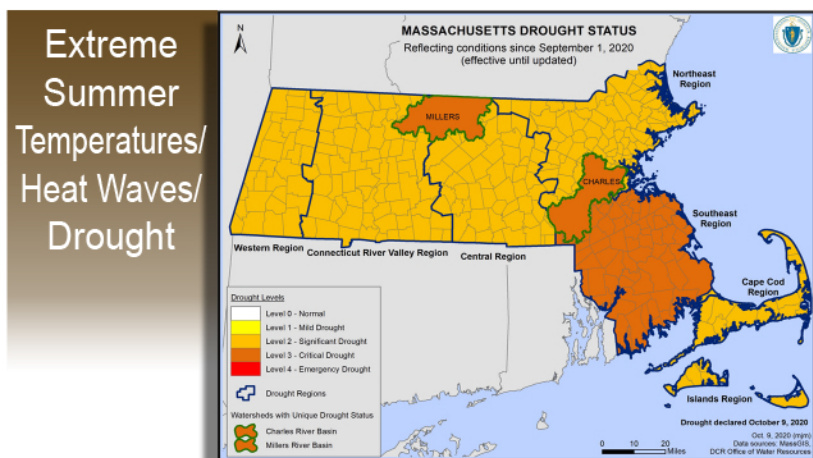 Extreme
Summer
Temperatures/
Heat Waves/
Drought
MASSACHUSETTS DROUGHT STATUS
Reflecting conditions since September 1, 2020
(effective until updated)
N
Northeast
Region
MILLERS
CHARLES
Southeast
Region
Western Region
Connecticut River Valley Region
Central Region
Cape Cod
Region
Islands Region
Drought Levels
Level 0 - Normal
Level 1 - Mild Drought
Level 2 - Significant Drought
Level 3 - Critical Drought
Level 4 - Emergency Drought
Drought Regions
Watersheds with Unique Drought Status
Charles River Basin
Millers River Basin
0 10 20
Miles
Drought declared October 9, 2020
Oct. 9, 2020 (mjm)
Data sources: MassGIS,
DCR Office of Water Resources